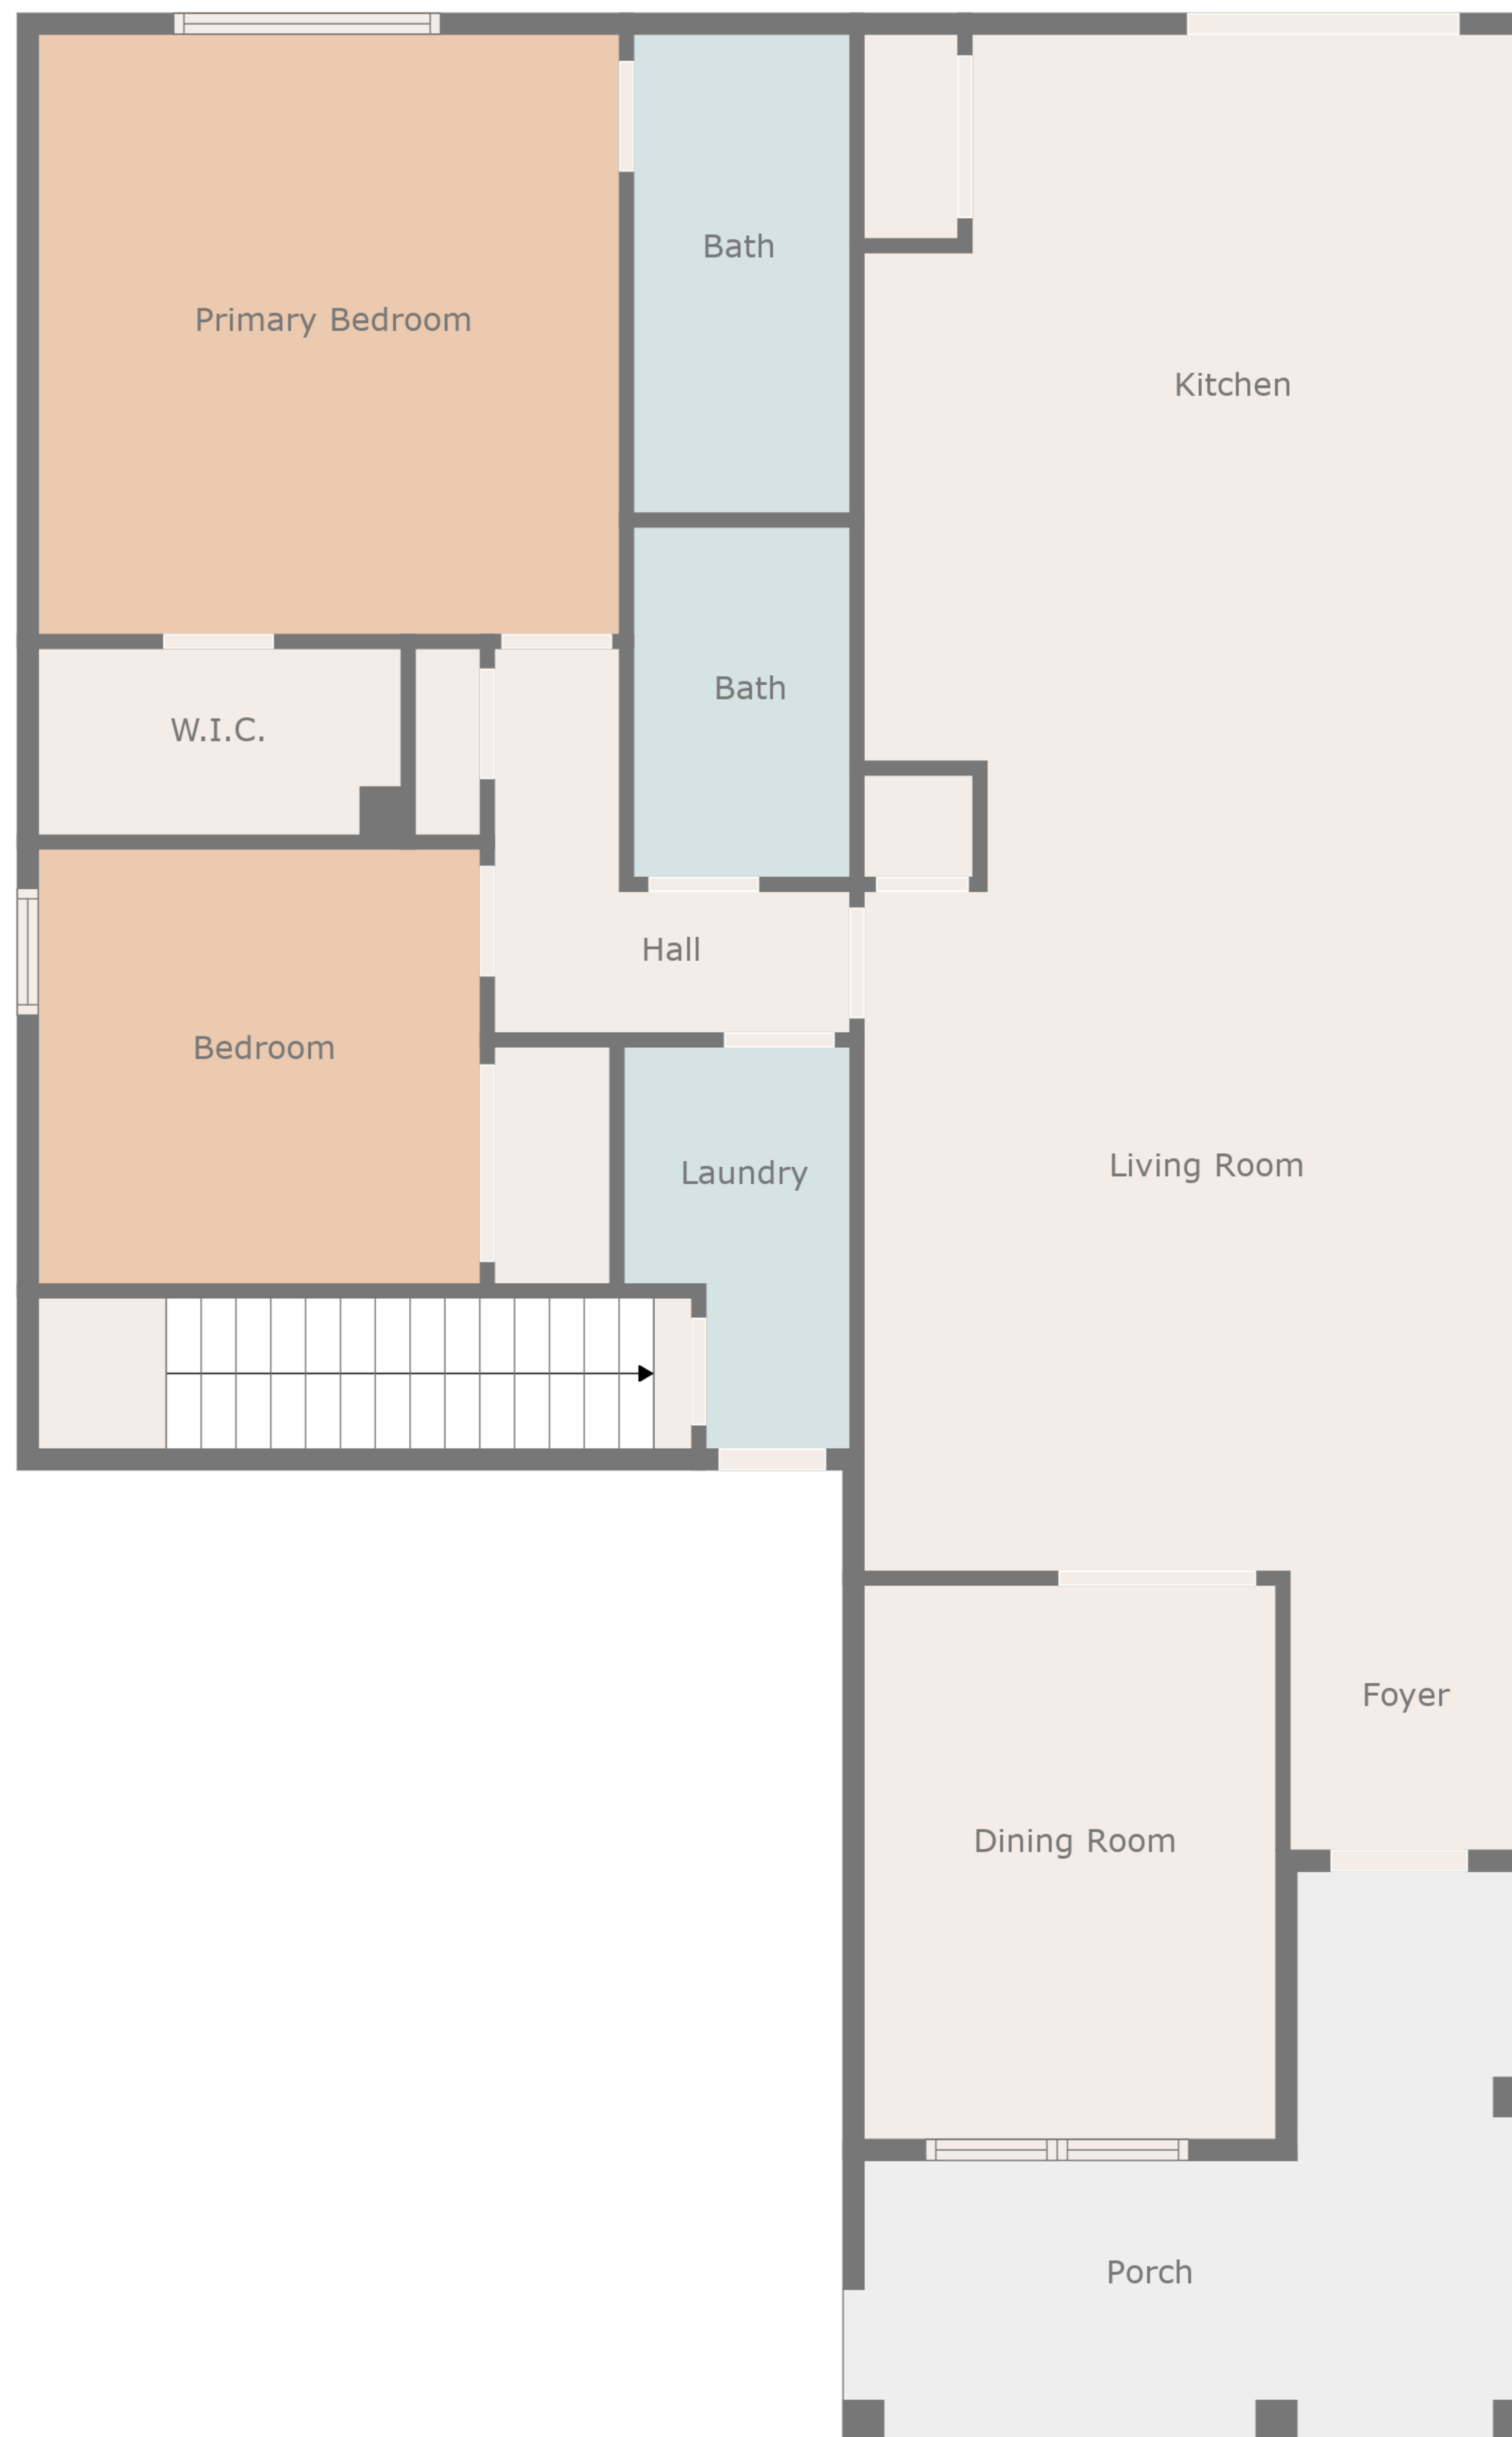 Bath
Primary Bedroom
Kitchen
Bath
W.I.C.
Hall
Bedroom
Living Room
Laundry
Foyer
Dining Room
Porch